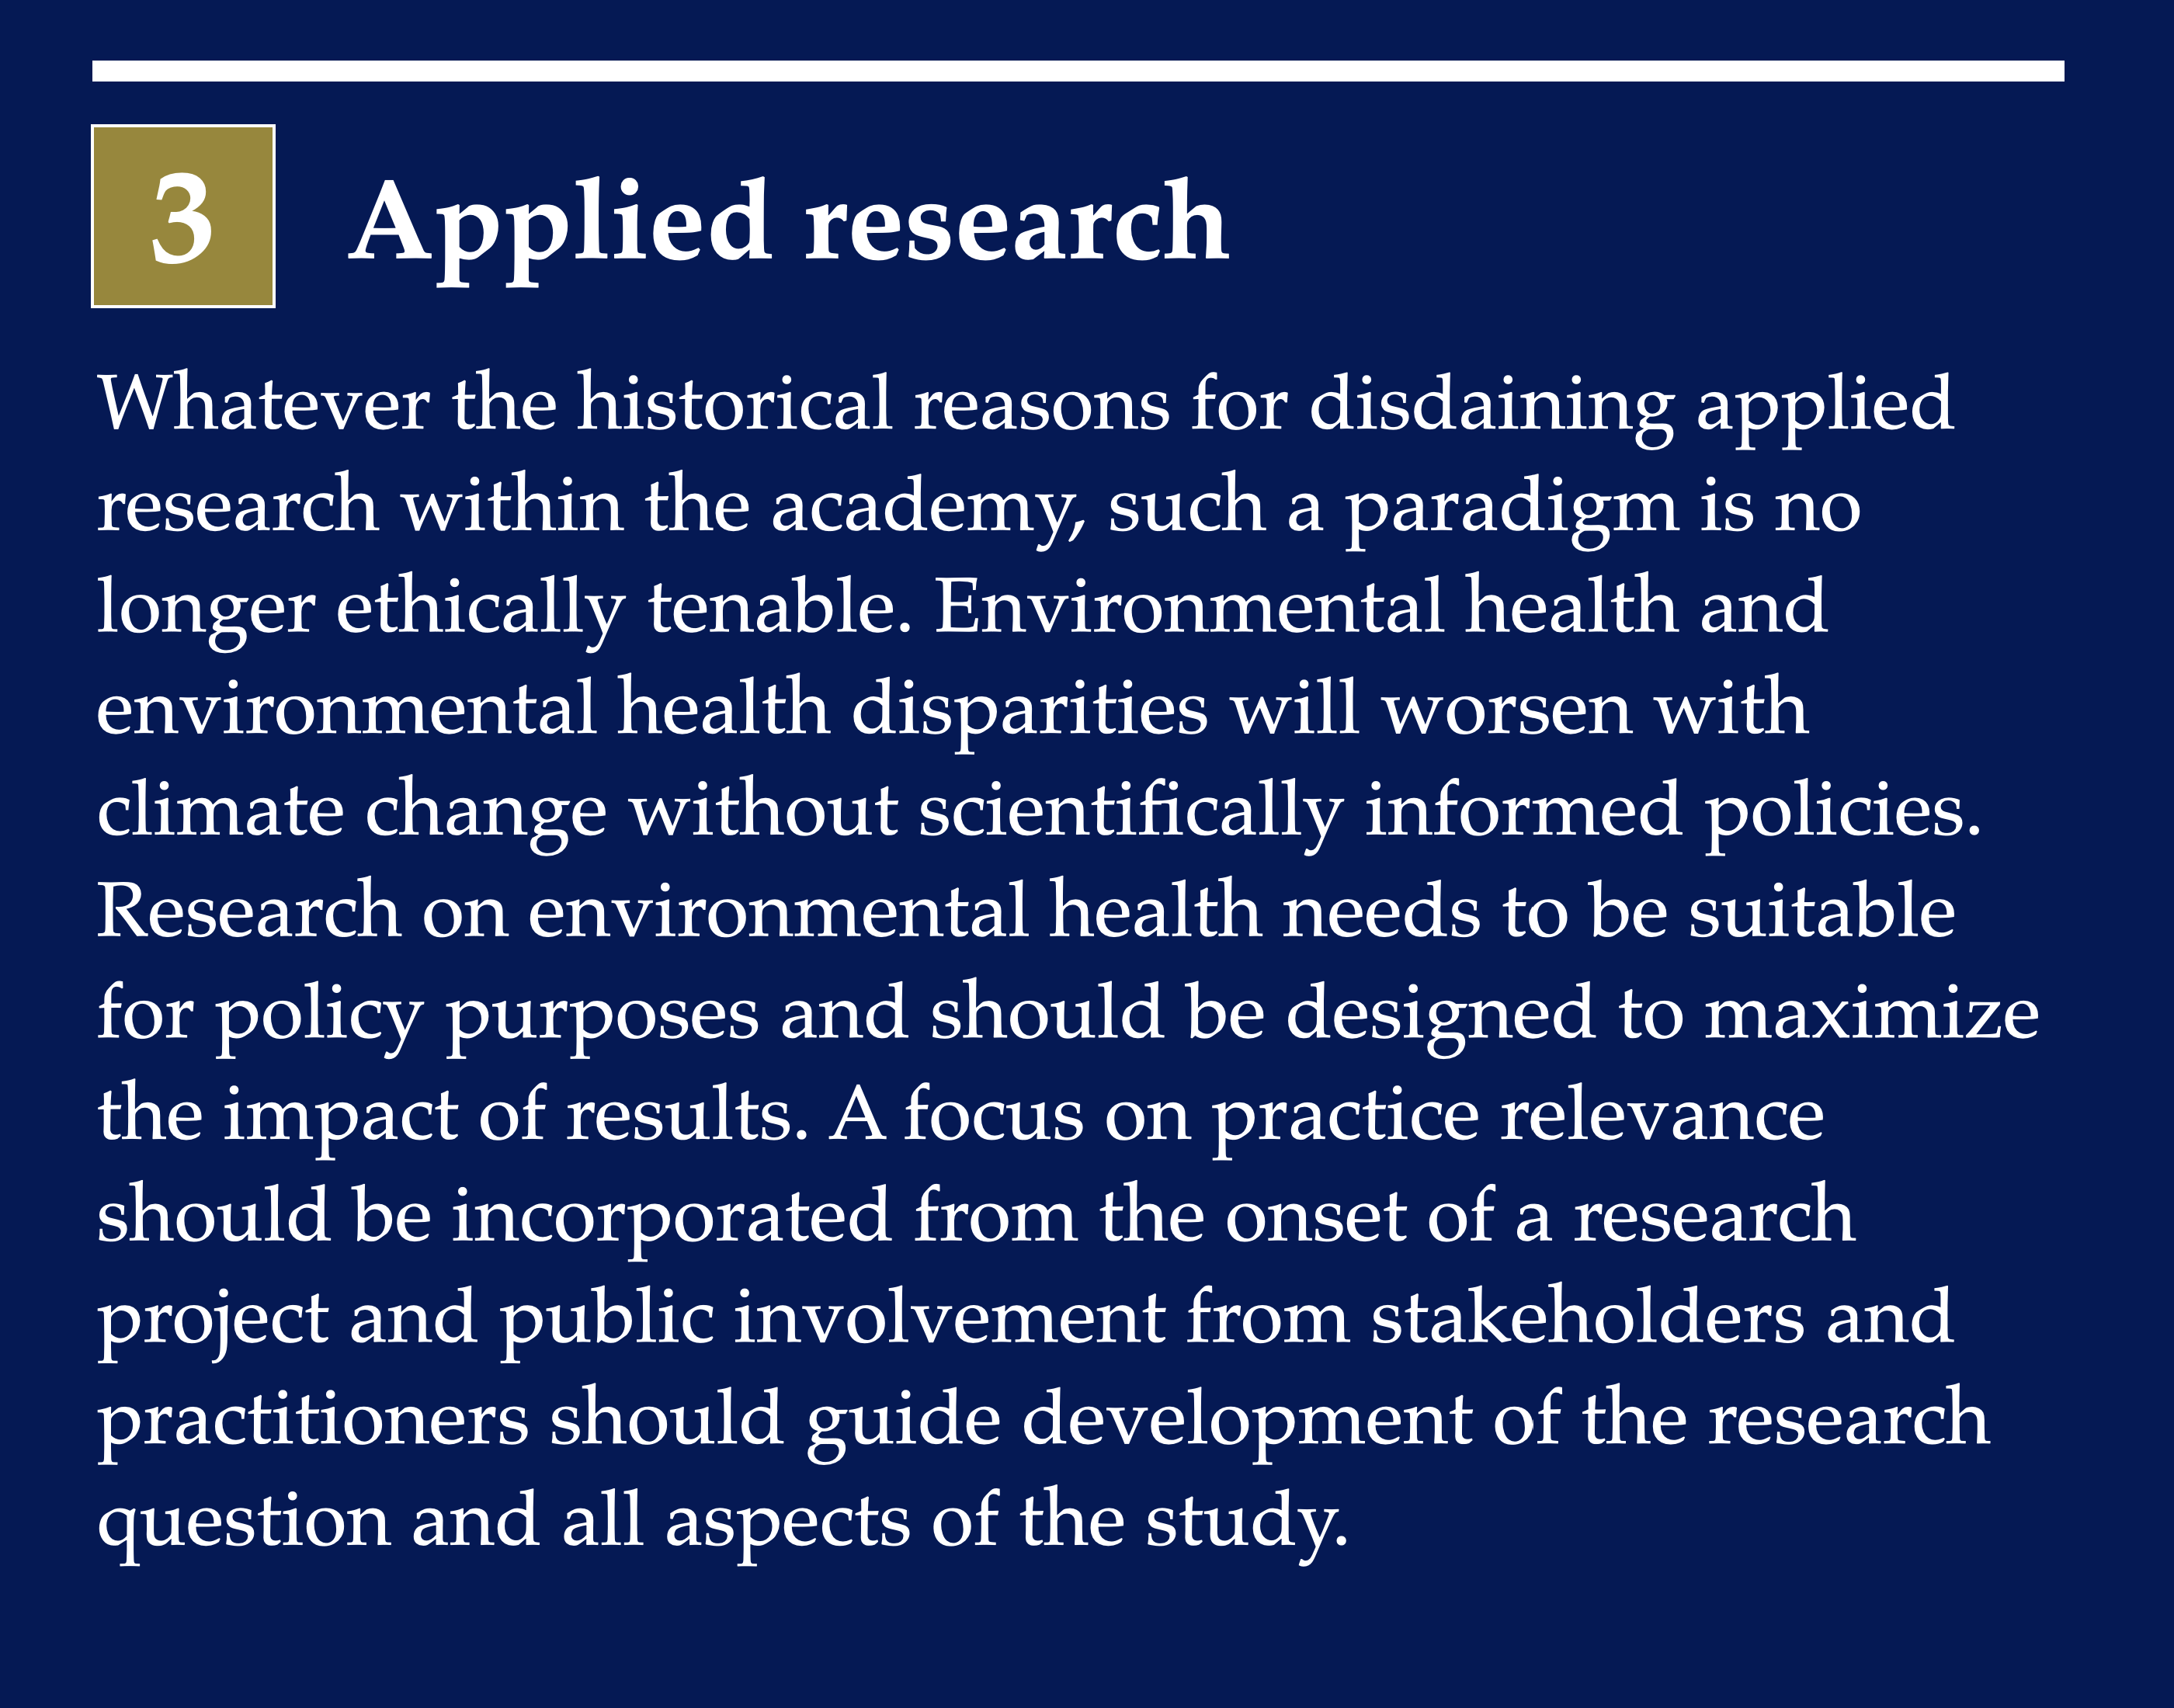 3 Applied research
Whatever the historical reasons for disdaining applied
research within the academy, such a paradigm is no
longer ethically tenable. Environmental health and
environmental health disparities will worsen with
climate change without scientifically informed policies.
Research on environmental health needs to be suitable
for policy purposes and should be designed to maximize
the impact of results. A focus on practice relevance
should be incorporated from the onset of a research
project and public involvement from stakeholders and
practitioners should guide development of the research
question and all aspects of the study.